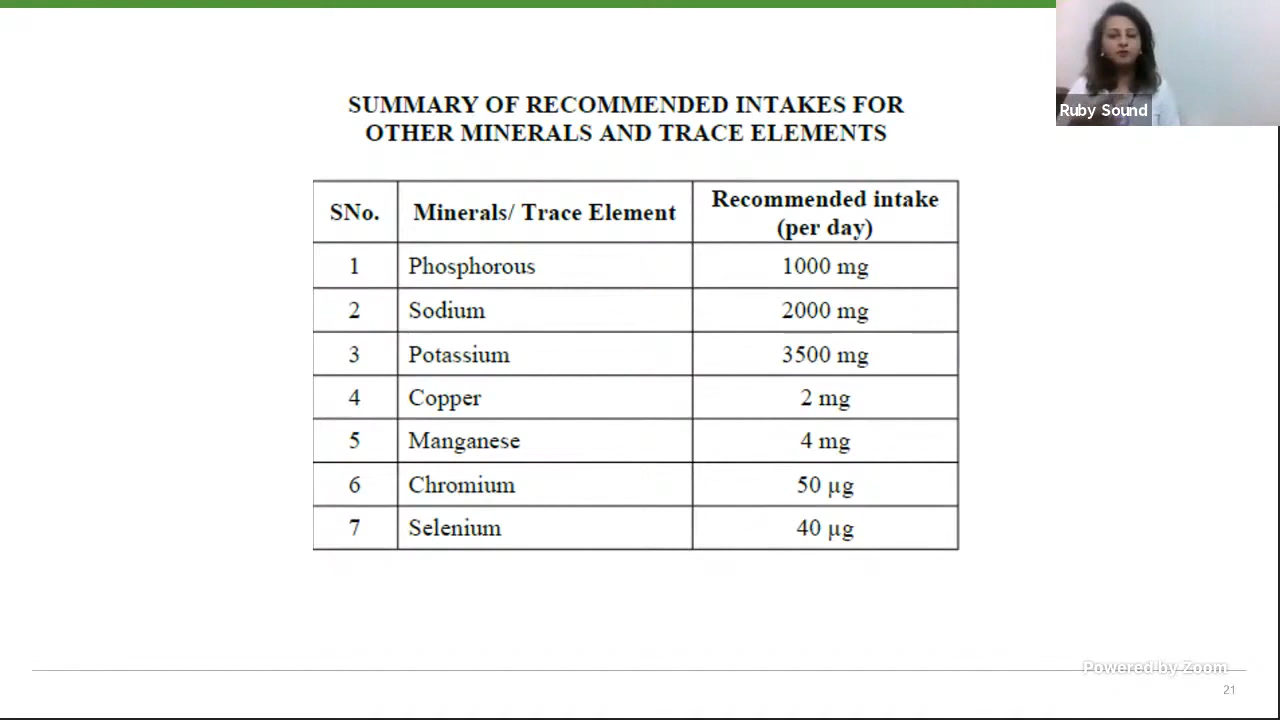 Ruby Sound
SUMMARY OF RECOMMENDED INTAKES FOR
OTHER MINERALS AND TRACE ELEMENTS
SNo. Minerals/ Trace Element Recommended intake (per day)
1 Phosphorous 1000 mg
2 Sodium 2000 mg
3 Potassium 3500 mg
4 Copper 2 mg
5 Manganese 4 mg
6 Chromium 50 µg
7 Selenium 40 µg
Powered by Zoom
21